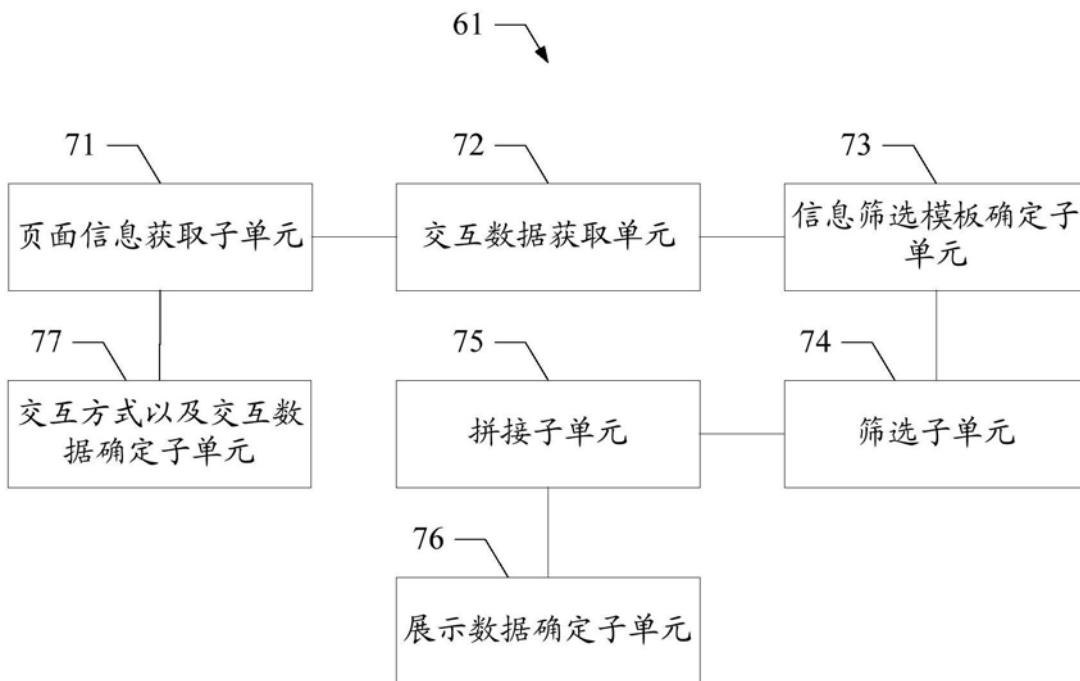 61
71
72
73
页面信息获取子单元
交互数据获取单元
信息筛选模板确定子
单元
77
75
74
交互方式以及交互数
据确定子单元
拼接子单元
筛选子单元
76
展示数据确定子单元